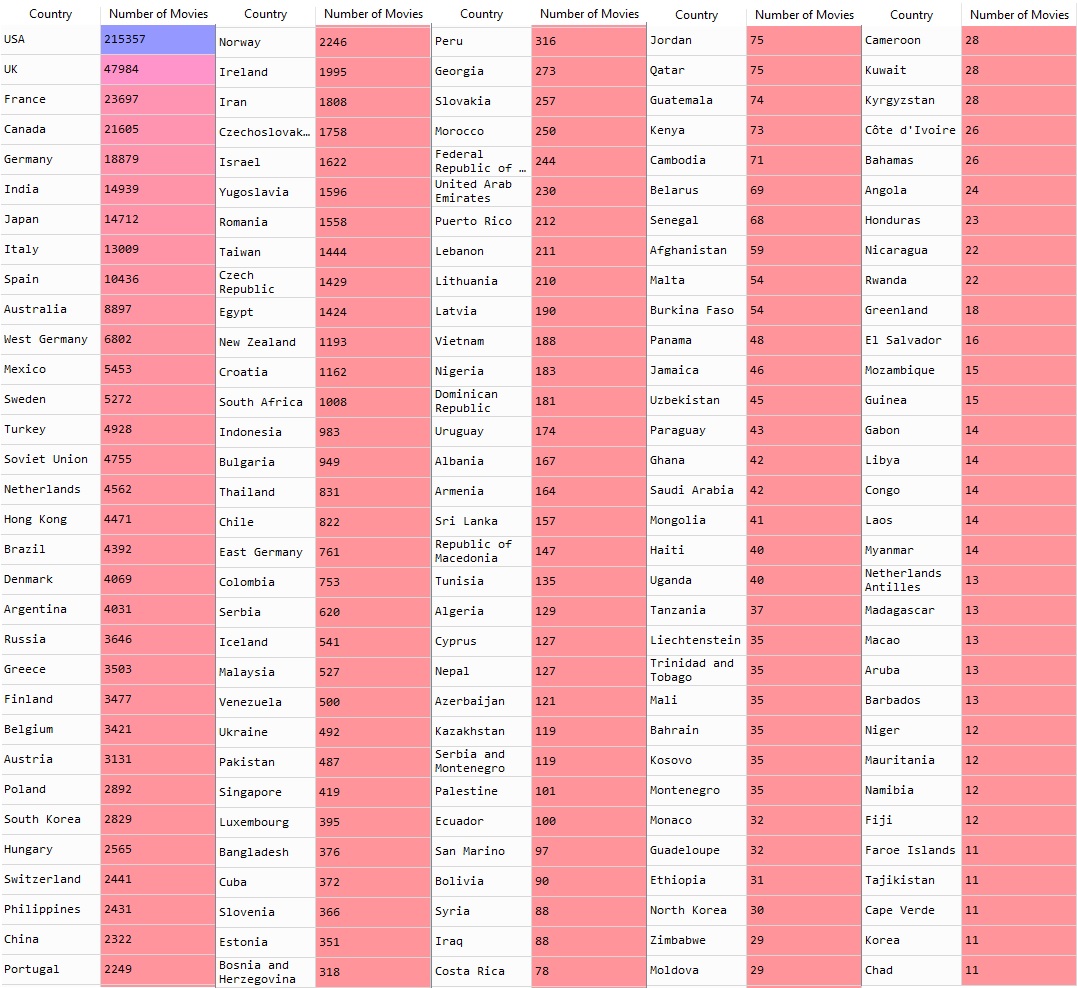 Country Number of Movies
USA 215357
UK 47984
France 23697
Canada 21605
Germany 18879
India 14939
Japan 14712
Italy 13009
Spain 10436
Australia 8897
West Germany 6802
Mexico 5453
Sweden 5272
Turkey 4928
Soviet Union 4755
Netherlands 4562
Hong Kong 4471
Brazil 4392
Denmark 4069
Argentina 4031
Russia 3646
Greece 3503
Finland 3477
Belgium 3421
Austria 3131
Poland 2892
South Korea 2829
Hungary 2565
Switzerland 2441
Philippines 2431
China 2322
Portugal 2249
Country Number of Movies
Norway 2246
Ireland 1995
Iran 1808
Czechoslovak… 1758
Israel 1622
Yugoslavia 1596
Romania 1558
Taiwan 1444
Czech
Republic 1429
Egypt 1424
New Zealand 1193
Croatia 1162
South Africa 1008
Indonesia 983
Bulgaria 949
Thailand 831
Chile 822
East Germany 761
Colombia 753
Serbia 620
Iceland 541
Malaysia 527
Venezuela 500
Ukraine 492
Pakistan 487
Singapore 419
Luxembourg 395
Bangladesh 376
Cuba 372
Slovenia 366
Estonia 351
Bosnia and
Herzegovina 318
Country Number of Movies
Peru 316
Georgia 273
Slovakia 257
Morocco 250
Federal
Republic of … 244
United Arab
Emirates 230
Puerto Rico 212
Lebanon 211
Lithuania 210
Latvia 190
Vietnam 188
Nigeria 183
Dominican
Republic 181
Uruguay 174
Albania 167
Armenia 164
Sri Lanka 157
Republic of
Macedonia 147
Tunisia 135
Algeria 129
Cyprus 127
Nepal 127
Azerbaijan 121
Kazakhstan 119
Serbia and
Montenegro 119
Palestine 101
Ecuador 100
San Marino 97
Bolivia 90
Syria 88
Iraq 88
Costa Rica 78
Country Number of Movies
Jordan 75
Qatar 75
Guatemala 74
Kenya 73
Cambodia 71
Belarus 69
Senegal 68
Afghanistan 59
Malta 54
Burkina Faso 54
Panama 48
Jamaica 46
Uzbekistan 45
Paraguay 43
Ghana 42
Saudi Arabia 42
Mongolia 41
Haiti 40
Uganda 40
Tanzania 37
Liechtenstein 35
Trinidad and
Tobago 35
Mali 35
Bahrain 35
Kosovo 35
Montenegro 35
Monaco 32
Guadeloupe 32
Ethiopia 31
North Korea 30
Zimbabwe 29
Moldova 29
Country Number of Movies
Cameroon 28
Kuwait 28
Kyrgyzstan 28
Côte d'Ivoire 26
Bahamas 26
Angola 24
Honduras 23
Nicaragua 22
Rwanda 22
Greenland 18
El Salvador 16
Mozambique 15
Guinea 15
Gabon 14
Libya 14
Congo 14
Laos 14
Myanmar 14
Netherlands
Antilles 13
Madagascar 13
Macao 13
Aruba 13
Barbados 13
Niger 12
Mauritania 12
Namibia 12
Fiji 12
Faroe Islands 11
Tajikistan 11
Cape Verde 11
Korea 11
Chad 11